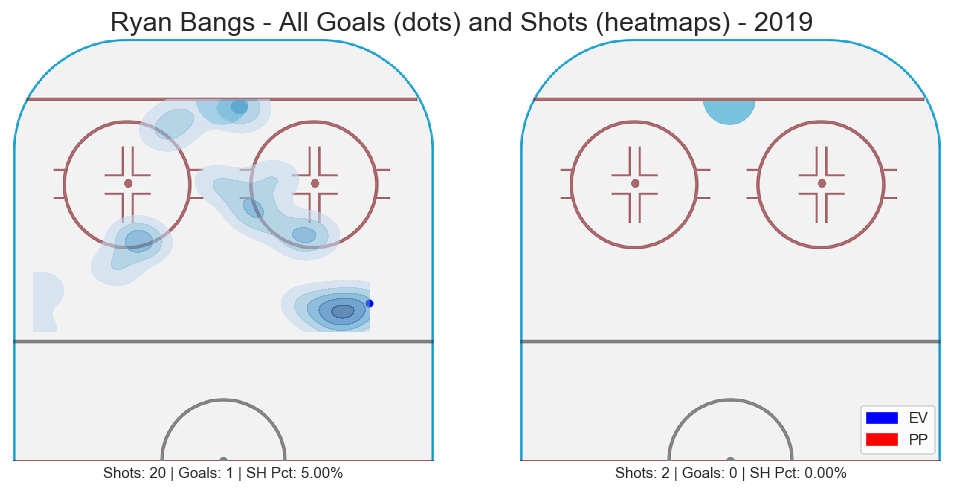 Ryan Bangs - All Goals (dots) and Shots (heatmaps) - 2019
EV
PP
Shots: 20 | Goals: 1 | SH Pct: 5.00%
Shots: 2 | Goals: 0 | SH Pct: 0.00%